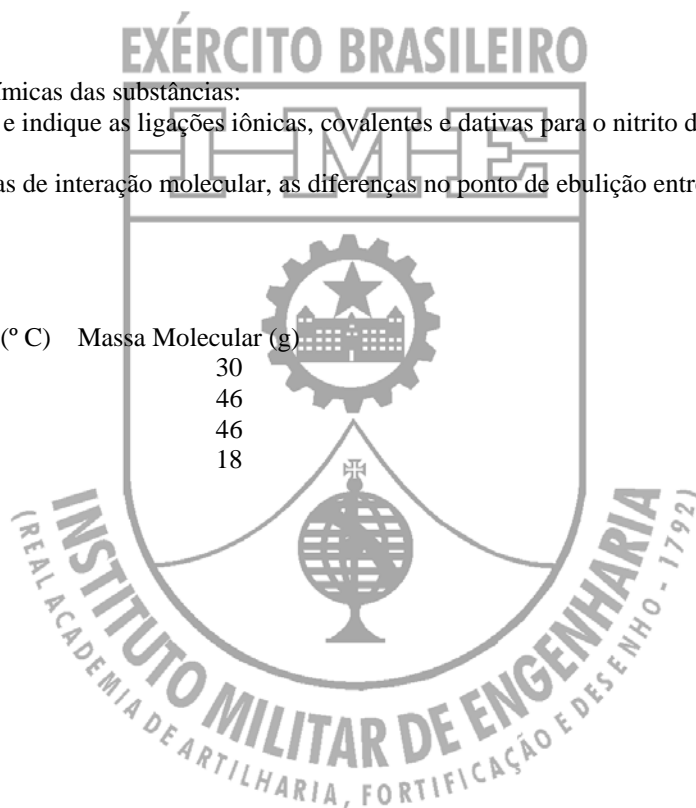 EXÉRCITO BRASILEIRO
ímicas das substâncias:
e indique as ligações iônicas, covalentes e dativas para o nitrito d
I M E
as de interação molecular, as diferenças no ponto de ebulição entre
(º C) Massa Molecular (g)
30
46
46
18
INSTITUTO MILITAR DE ENGENHARIA
(REAL ACADEMIA DE ARTILHARIA, FORTIFICAÇÃO E DESENHO - 1792)